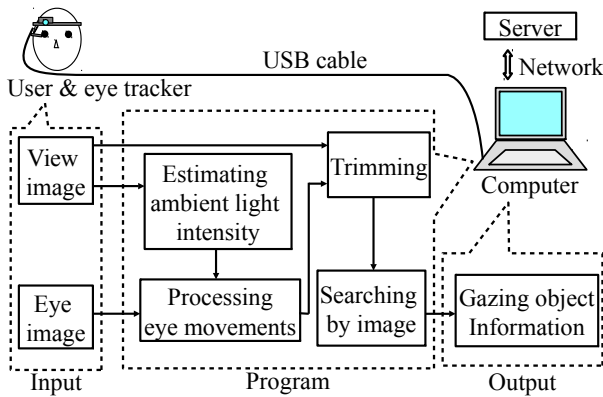 Server
USB cable
Network
User & eye tracker
View
image
Estimating
ambient light
intensity
Trimming
Computer
Eye
image
Processing
eye movements
Searching
by image
Gazing object
Information
Input
Program
Output